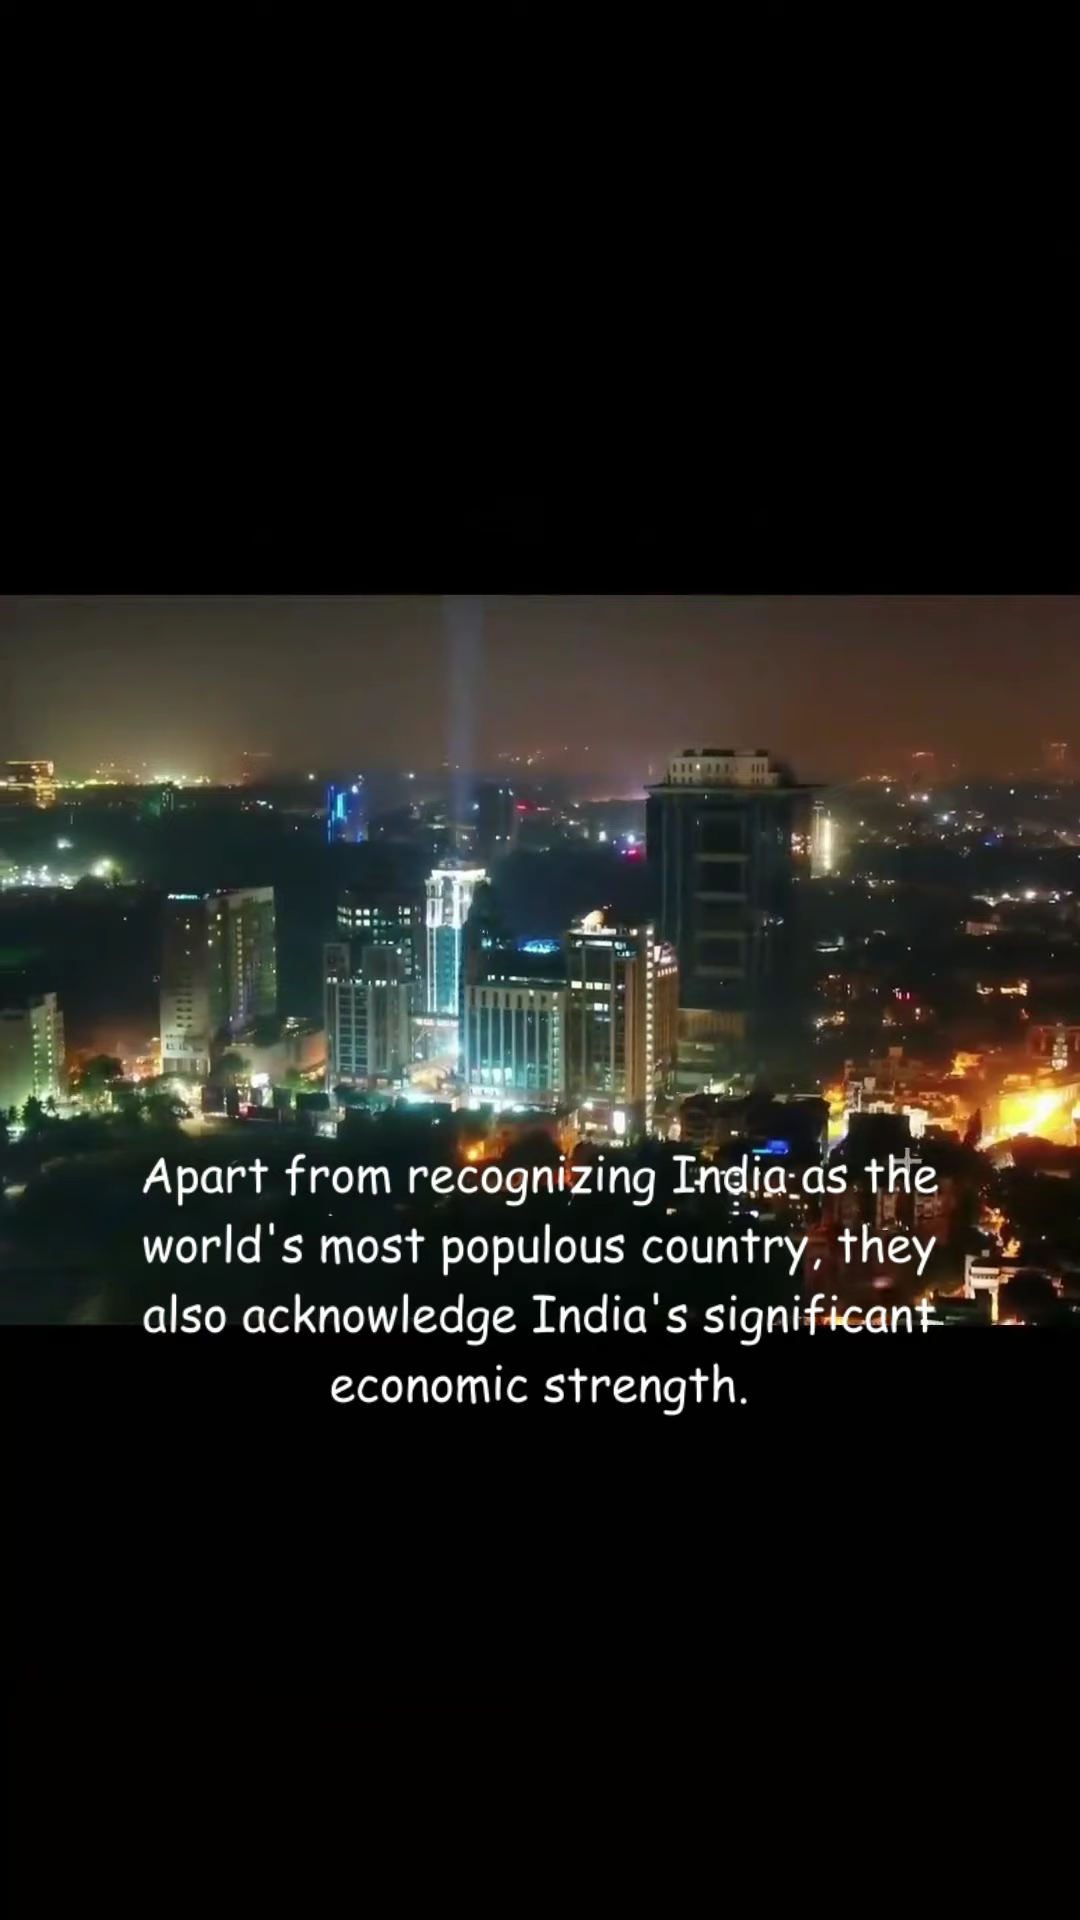 Apart from recognizing India as the
world's most populous country, they
also acknowledge India's significant
economic strength.